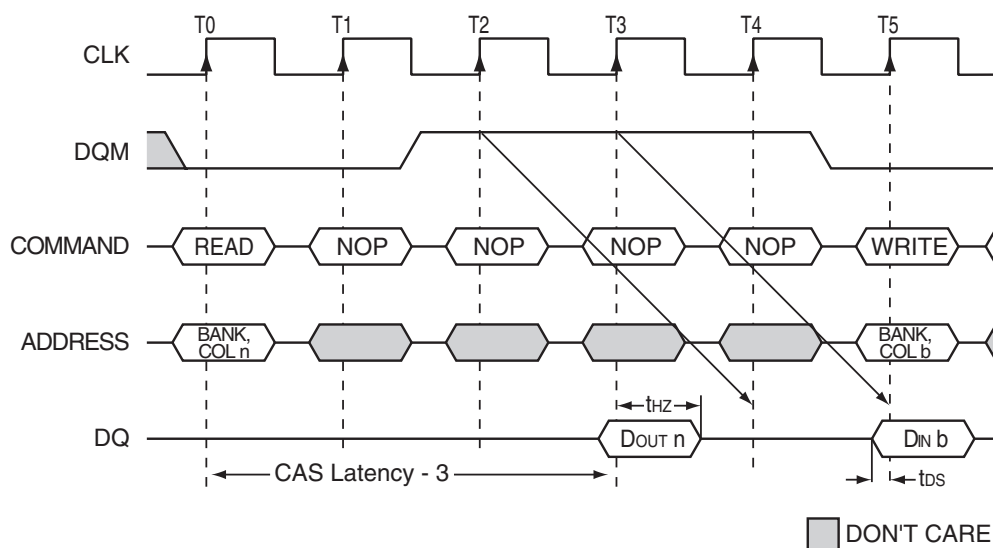 T0 T1 T2 T3 T4 T5
CLK
DQM
COMMAND READ NOP NOP NOP NOP WRITE
ADDRESS BANK, COL n BANK, COL b
tHZ
DQ DOUT n DIN b
CAS Latency - 3 tDS
DON'T CARE